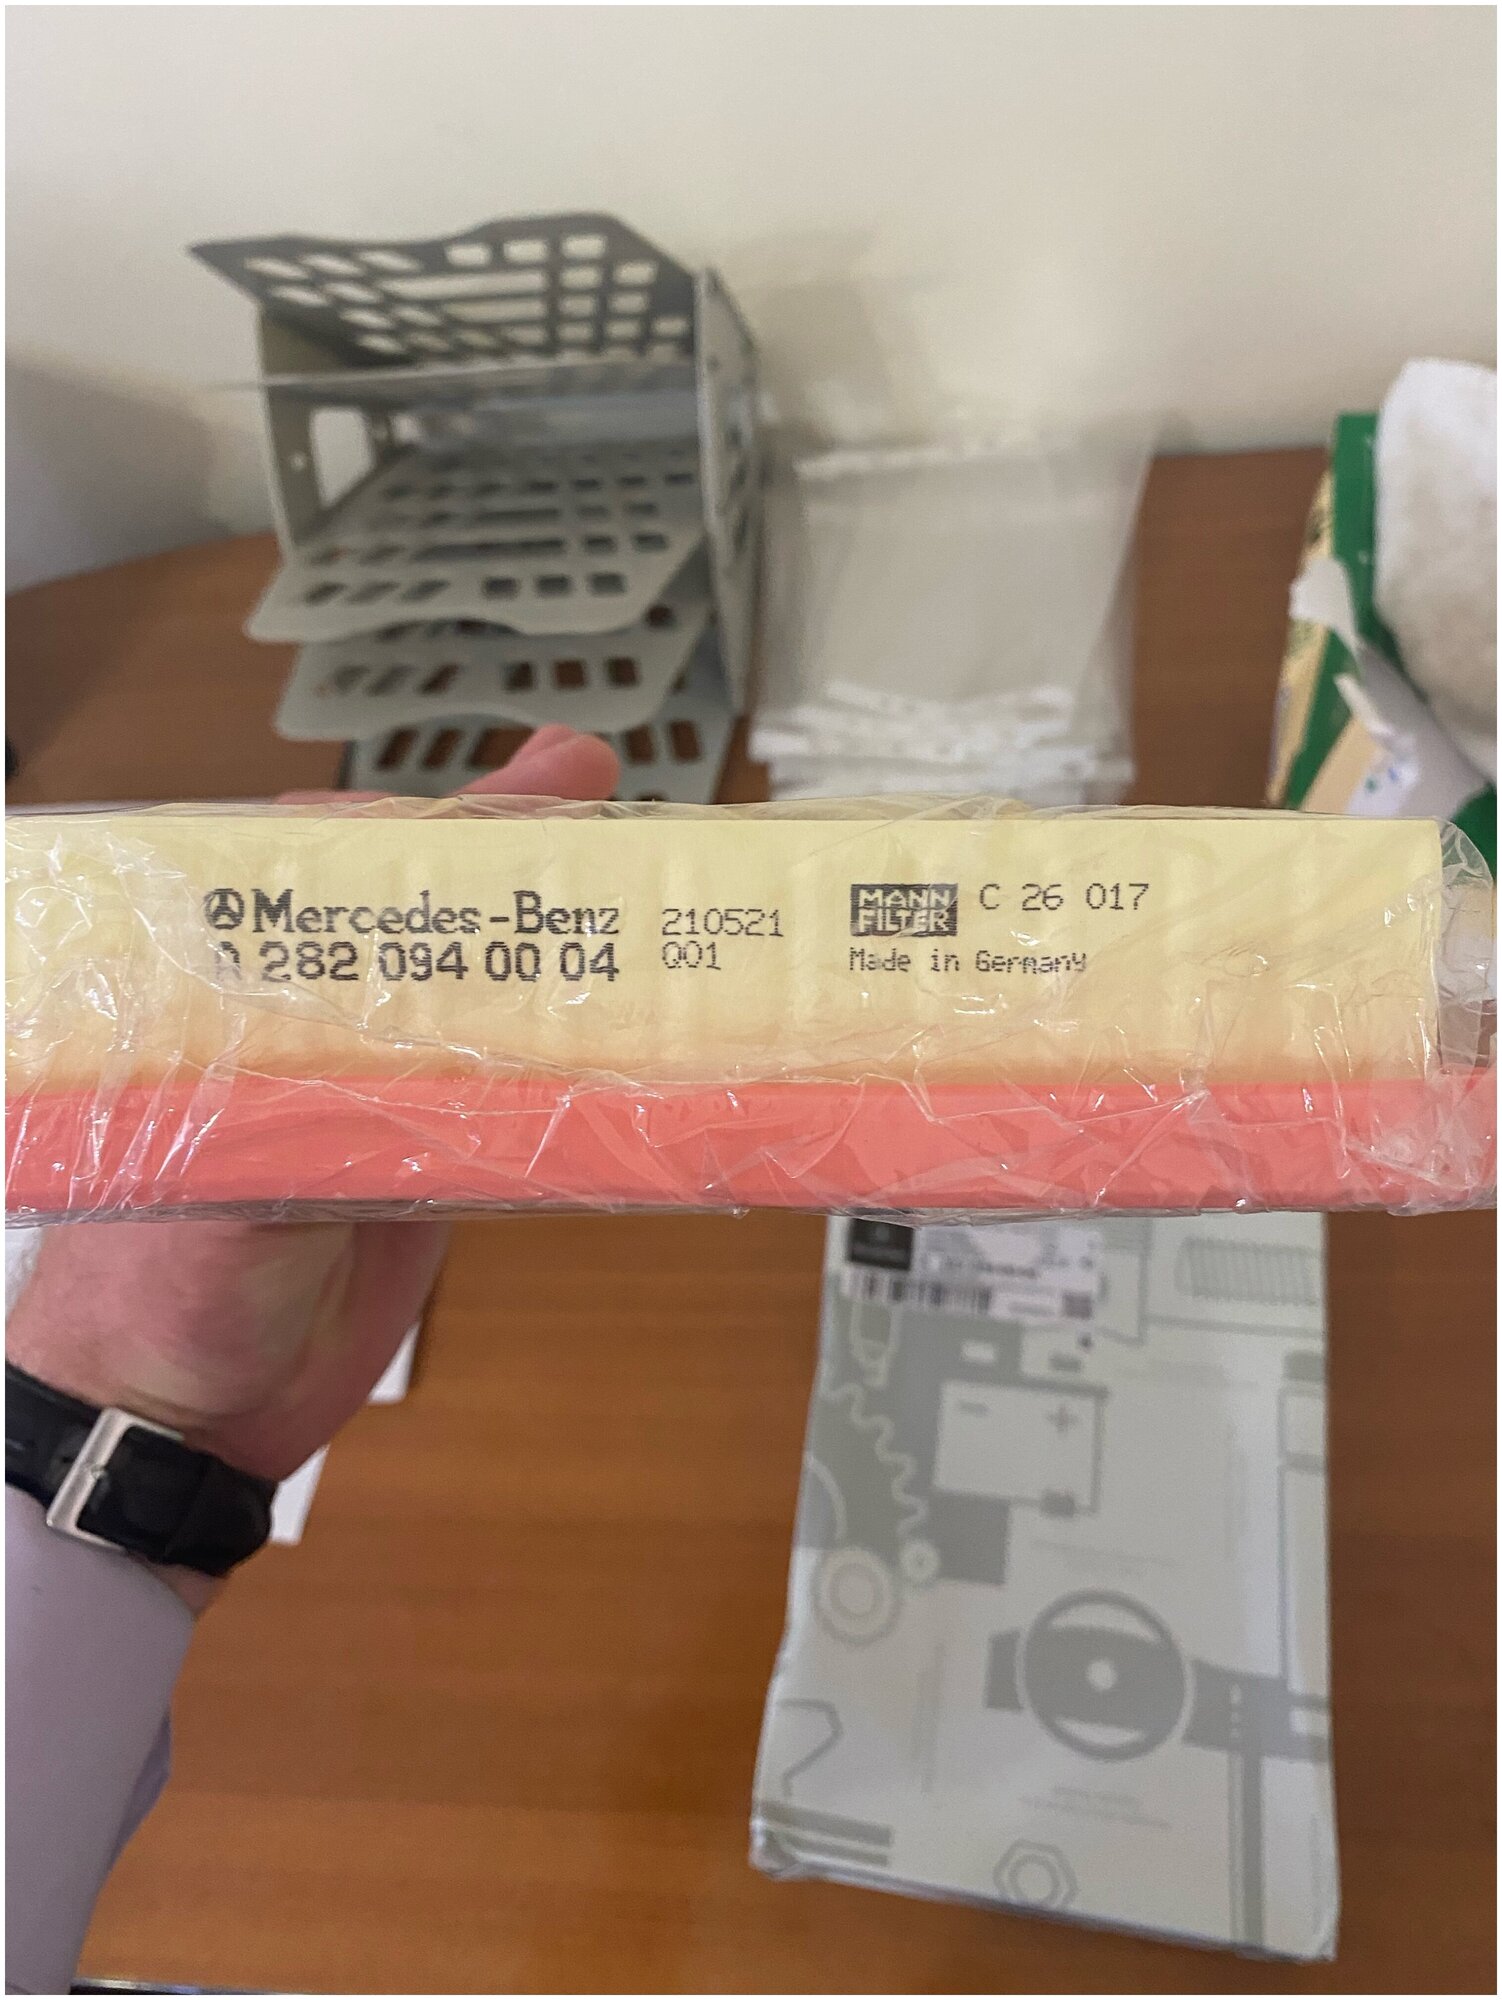 Mercedes-Benz
A 282 094 00 04
210521
Q01
MANN
FILTER
C 26 017
Made in Germany